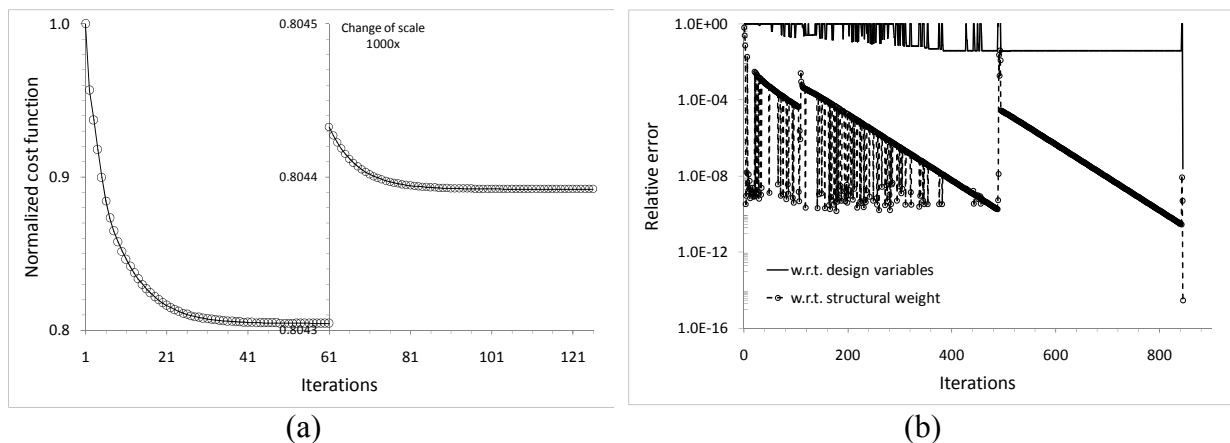 1.0
0.9
0.8
Normalized cost function
0.8045
0.8044
0.8043
Change of scale
1000x
1 21 41 61 81 101 121
Iterations
(a)
1.0E+00
1.0E-04
1.0E-08
1.0E-12
1.0E-16
Relative error
w.r.t. design variables
w.r.t. structural weight
0 200 400 600 800
Iterations
(b)